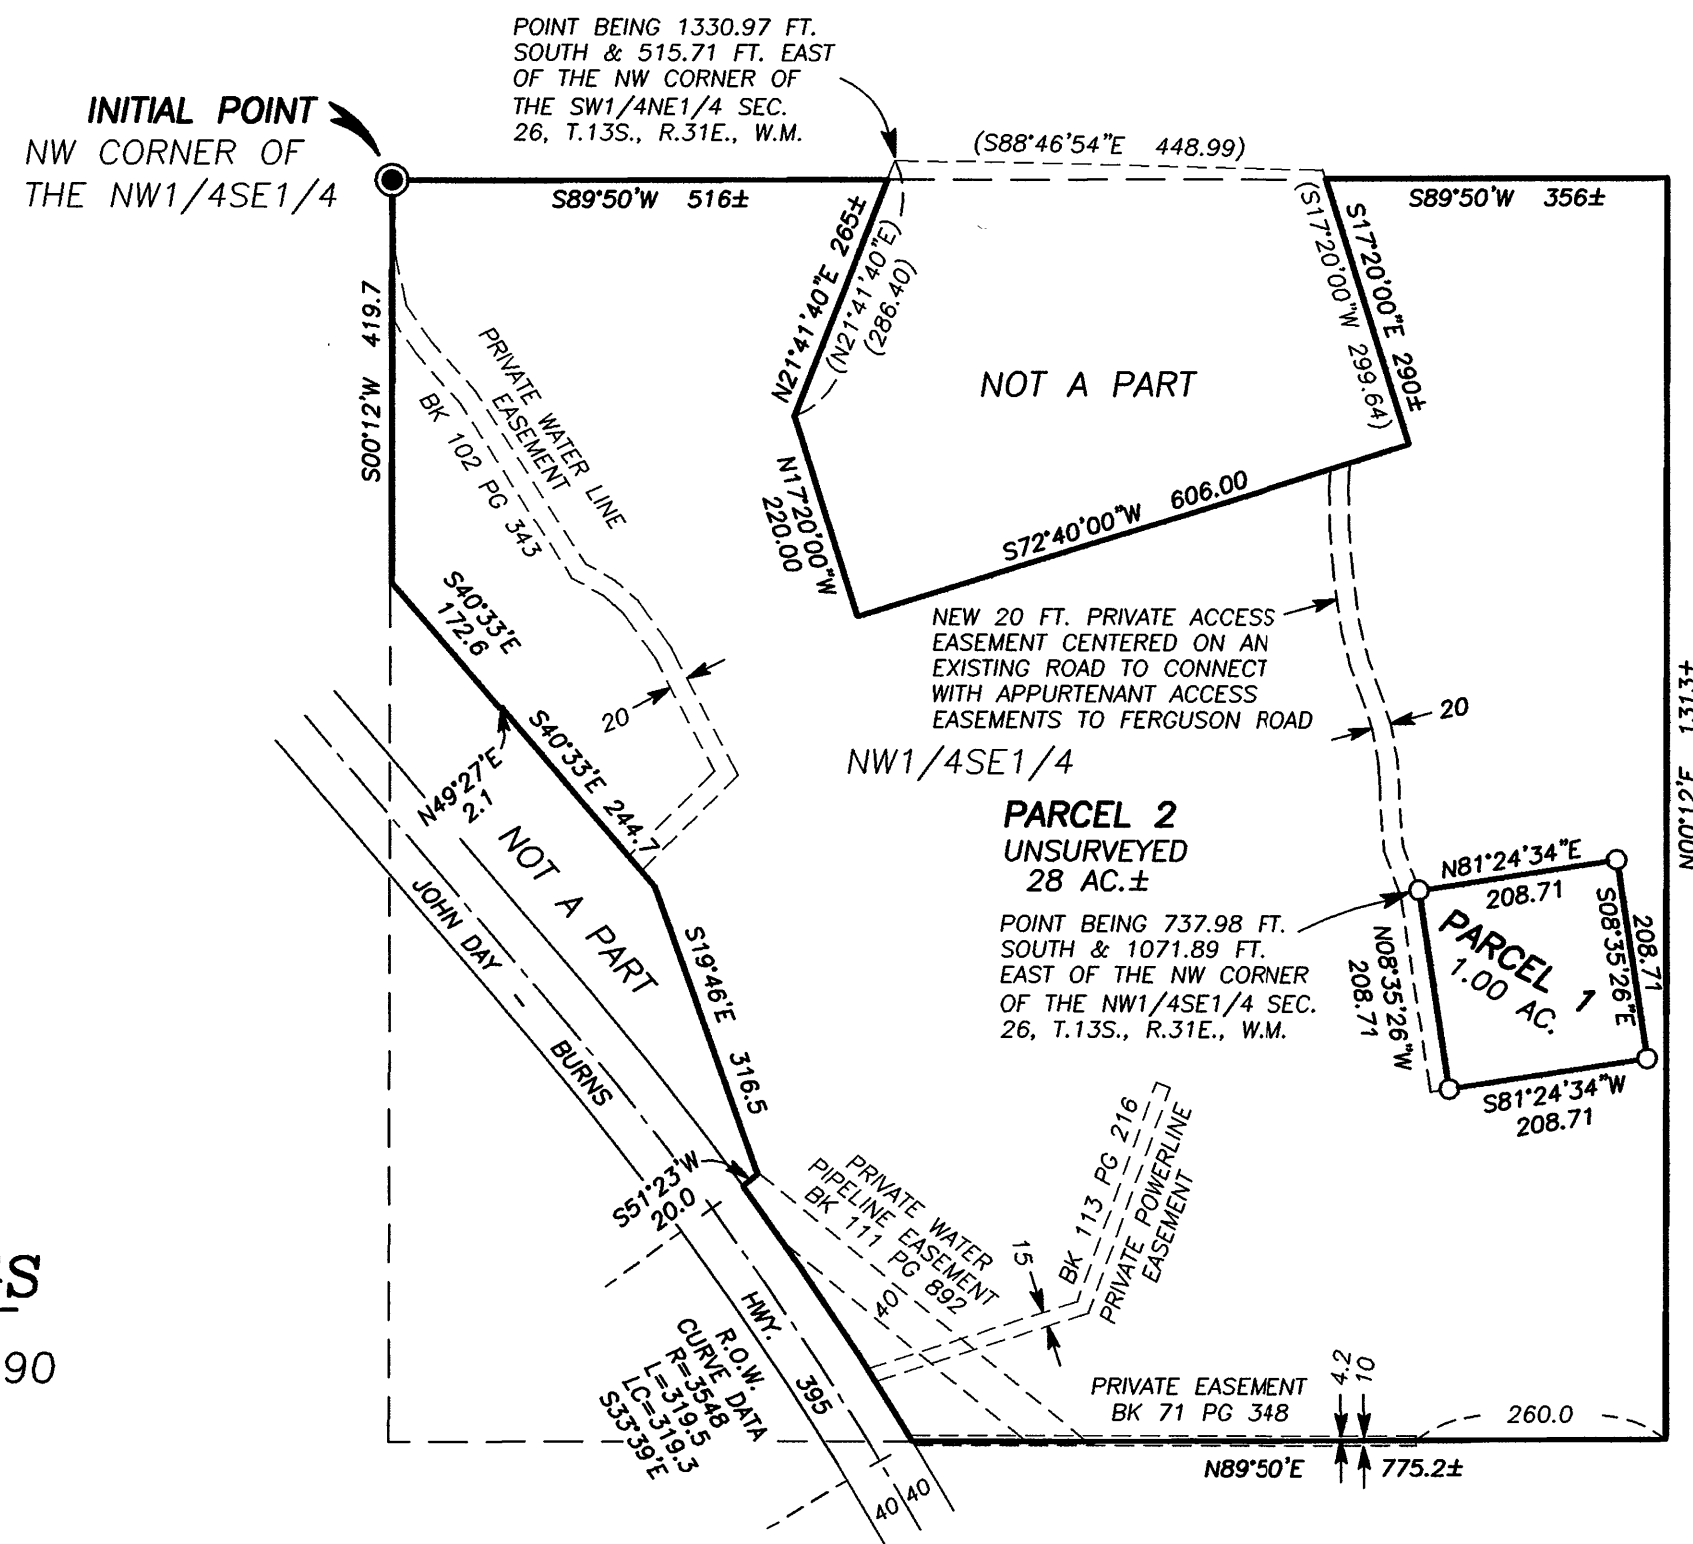 POINT BEING 1330.97 FT.
SOUTH & 515.71 FT. EAST
OF THE NW CORNER OF
THE SW1/4NE1/4 SEC.
26, T.13S., R.31E., W.M.
INITIAL POINT
NW CORNER OF
THE NW1/4SE1/4
(S88°46'54"E 448.99)
S89°50'W 516±
S89°50'W 356±
N21°41'40"E 265±
(N21°41'40"E)
(286.40)
S17°20'00"E 290±
(S17°20'00"W 299.64)
S00°12'W 419.7
PRIVATE WATER LINE
EASEMENT
BK 102 PG 343
NOT A PART
N17°20'00"W
220.00
S72°40'00"W 606.00
S40°33'E
172.6
NEW 20 FT. PRIVATE ACCESS
EASEMENT CENTERED ON AN
EXISTING ROAD TO CONNECT
WITH APPURTENANT ACCESS
EASEMENTS TO FERGUSON ROAD
20
20
N00°12'E 1313±
S40°33'E 244.7
N49°27'E
2.1
NW1/4SE1/4
PARCEL 2
UNSURVEYED
28 AC.±
NOT A PART
N81°24'34"E
208.71
POINT BEING 737.98 FT.
SOUTH & 1071.89 FT.
EAST OF THE NW CORNER
OF THE NW1/4SE1/4 SEC.
26, T.13S., R.31E., W.M.
PARCEL 1
1.00 AC.
208.71
S08°35'26"E
N08°35'26"W
208.71
S81°24'34"W
208.71
JOHN DAY - BURNS
S19°46'E 316.5
S51°23'W
20.0
PRIVATE WATER
PIPELINE EASEMENT
BK 111 PG 892
40
BK 113 PG 216
PRIVATE POWERLINE
EASEMENT
15
HWY. 395
R.O.W.
CURVE DATA
R=3548
L=319.5
LC=319.3
S33°39'E
S
90
PRIVATE EASEMENT
BK 71 PG 348
4.2
10
260.0
N89°50'E 775.2±
40
40